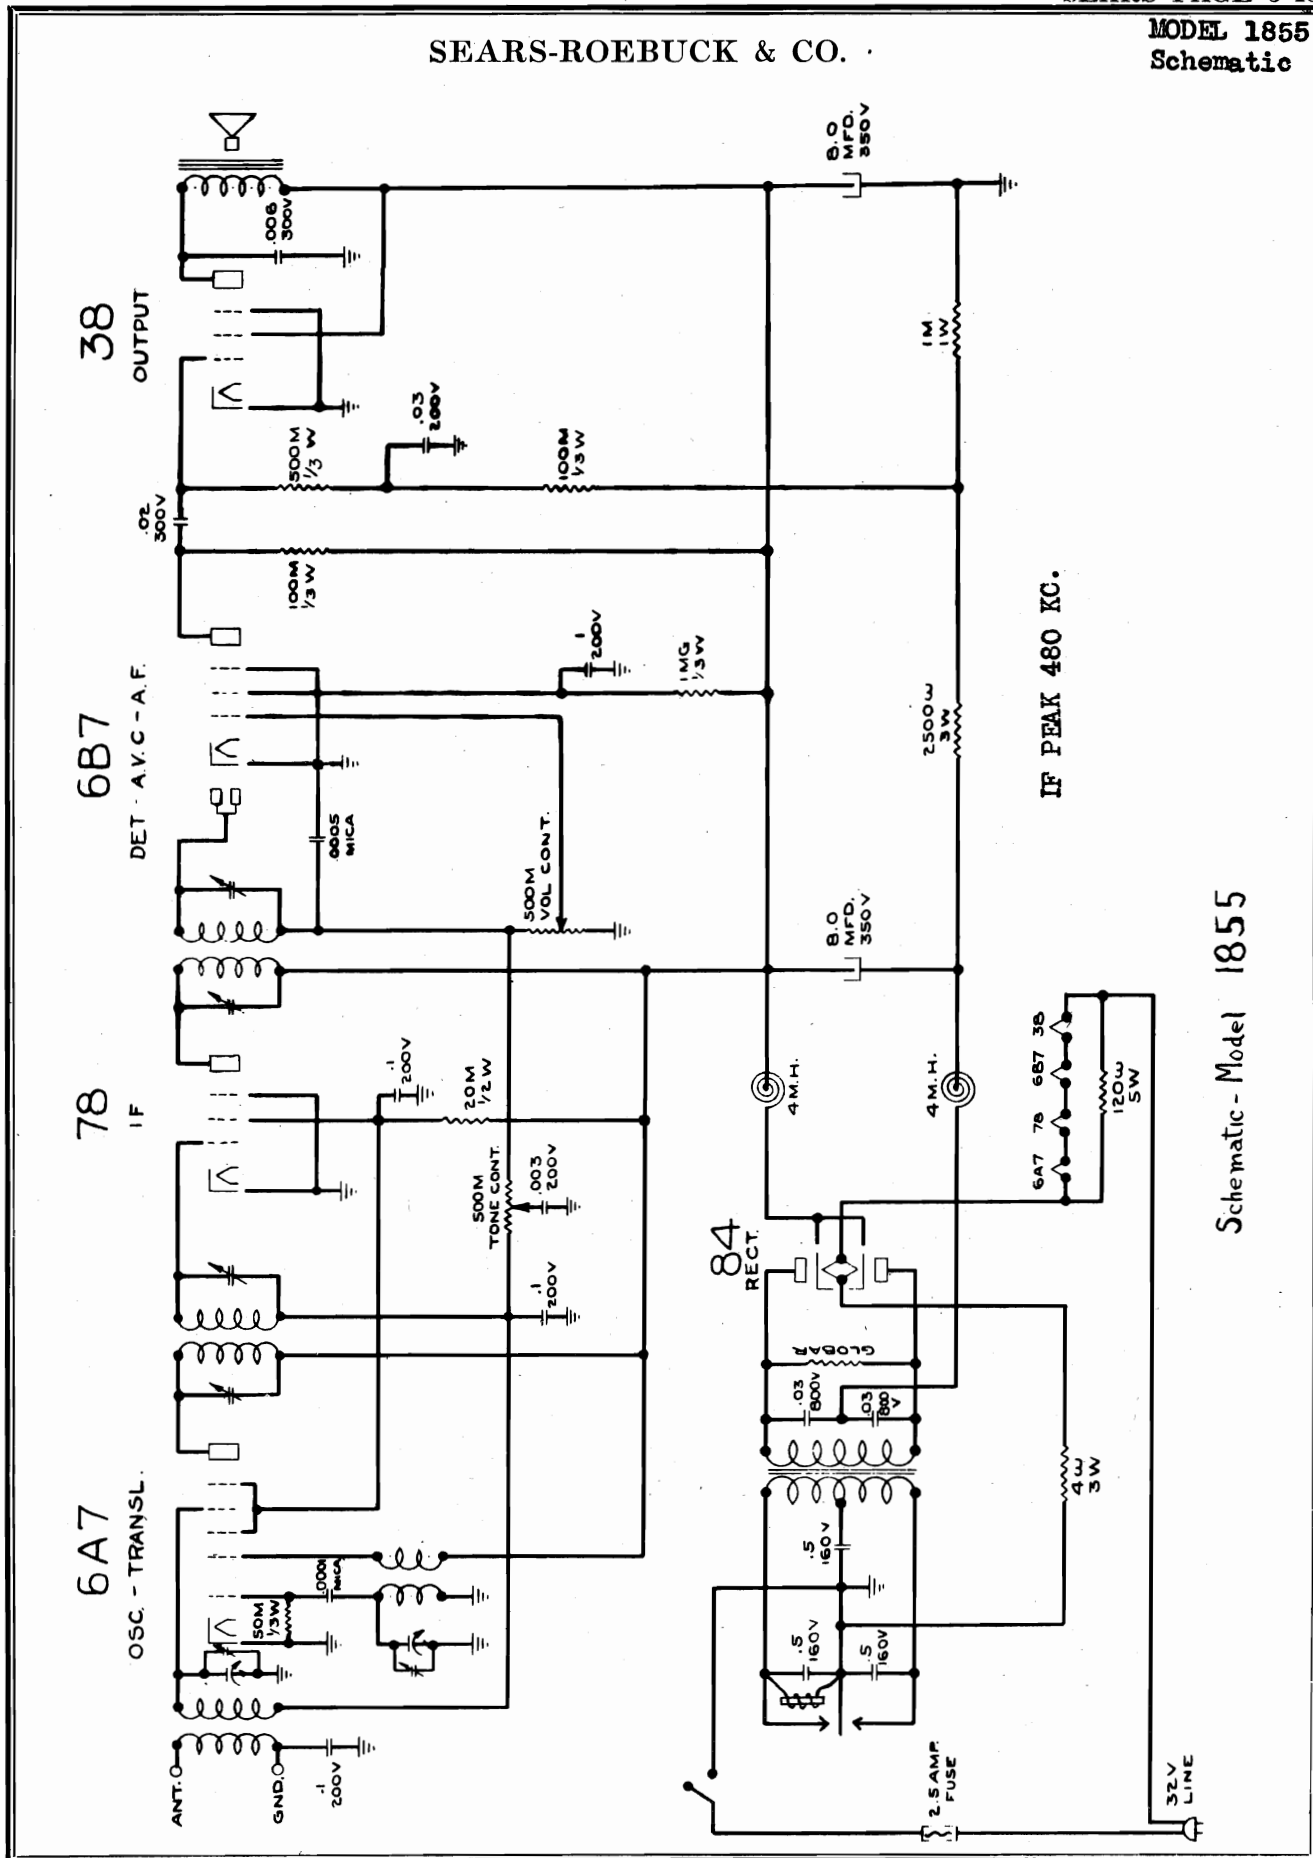 MODEL 1855
Schematic
SEARS-ROEBUCK & CO.
6A7
OSC. - TRANSL.
78
IF
6B7
DET - A.V.C - A.F.
38
OUTPUT
ANT.
GND.
.1
200V
50M
1/3W
.0001
MICA
.1
200V
500M
TONE CONT.
.003
200V
20M
1/2W
.1
200V
.0005
MICA
500M
VOL CONT.
.1
200V
1MG
1/3W
100M
1/3W
.02
300V
500M
1/3 W
.03
200V
100M
1/3W
.008
300V
8.0
MFD.
350V
1M
1W
2500ω
3W
8.0
MFD.
350V
4M.H.
4M.H.
84
RECT.
GLOBAR
.03
800V
.03
800
V
.5
160V
.5
160V
.5
160V
4ω
3W
6A7 78 6B7 38
120ω
5W
2.5AMP.
FUSE
32V
LINE
IF PEAK 480 KC.
Schematic - Model 1855